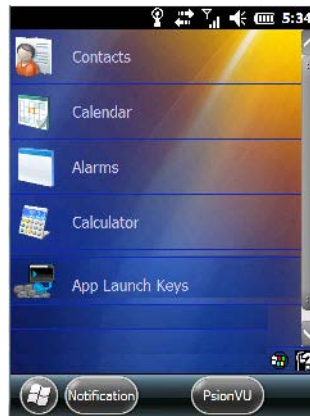 5:34
Contacts
Calendar
Alarms
Calculator
App Launch Keys
Notification
PsionVU